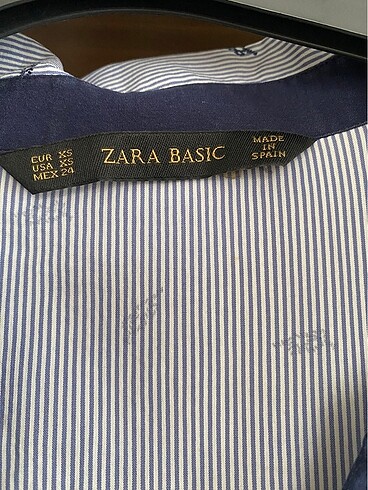 EUR XS
USA XS
MEX 24
ZARA BASIC
MADE
IN
SPAIN